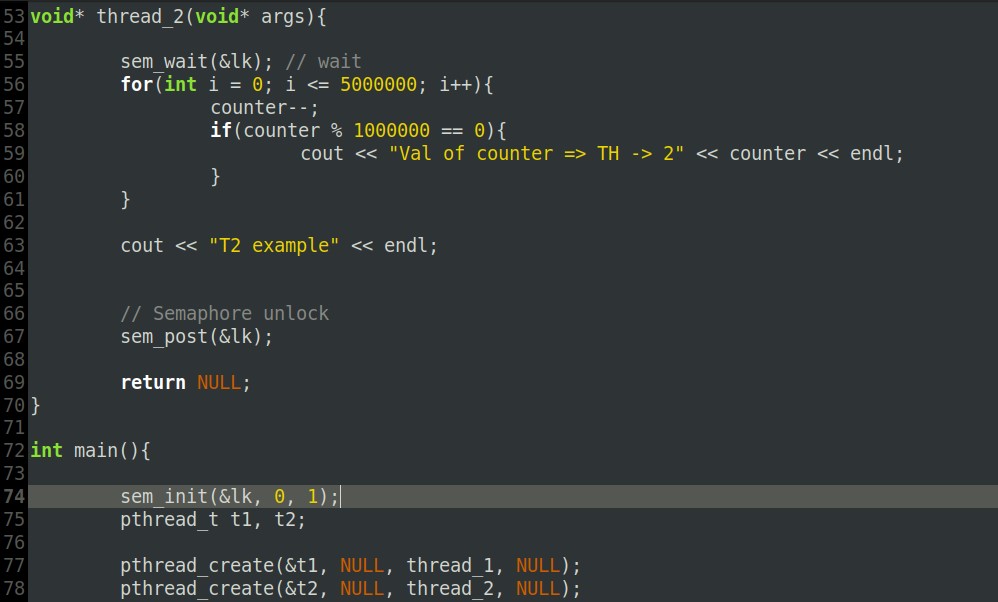 53 void* thread_2(void* args){
54
55 sem_wait(&lk); // wait
56 for(int i = 0; i <= 5000000; i++){
57 counter--;
58 if(counter % 1000000 == 0){
59 cout << "Val of counter => TH -> 2" << counter << endl;
60 }
61 }
62
63 cout << "T2 example" << endl;
64
65
66 // Semaphore unlock
67 sem_post(&lk);
68
69 return NULL;
70 }
71
72 int main(){
73
74 sem_init(&lk, 0, 1);
75 pthread_t t1, t2;
76
77 pthread_create(&t1, NULL, thread_1, NULL);
78 pthread_create(&t2, NULL, thread_2, NULL);